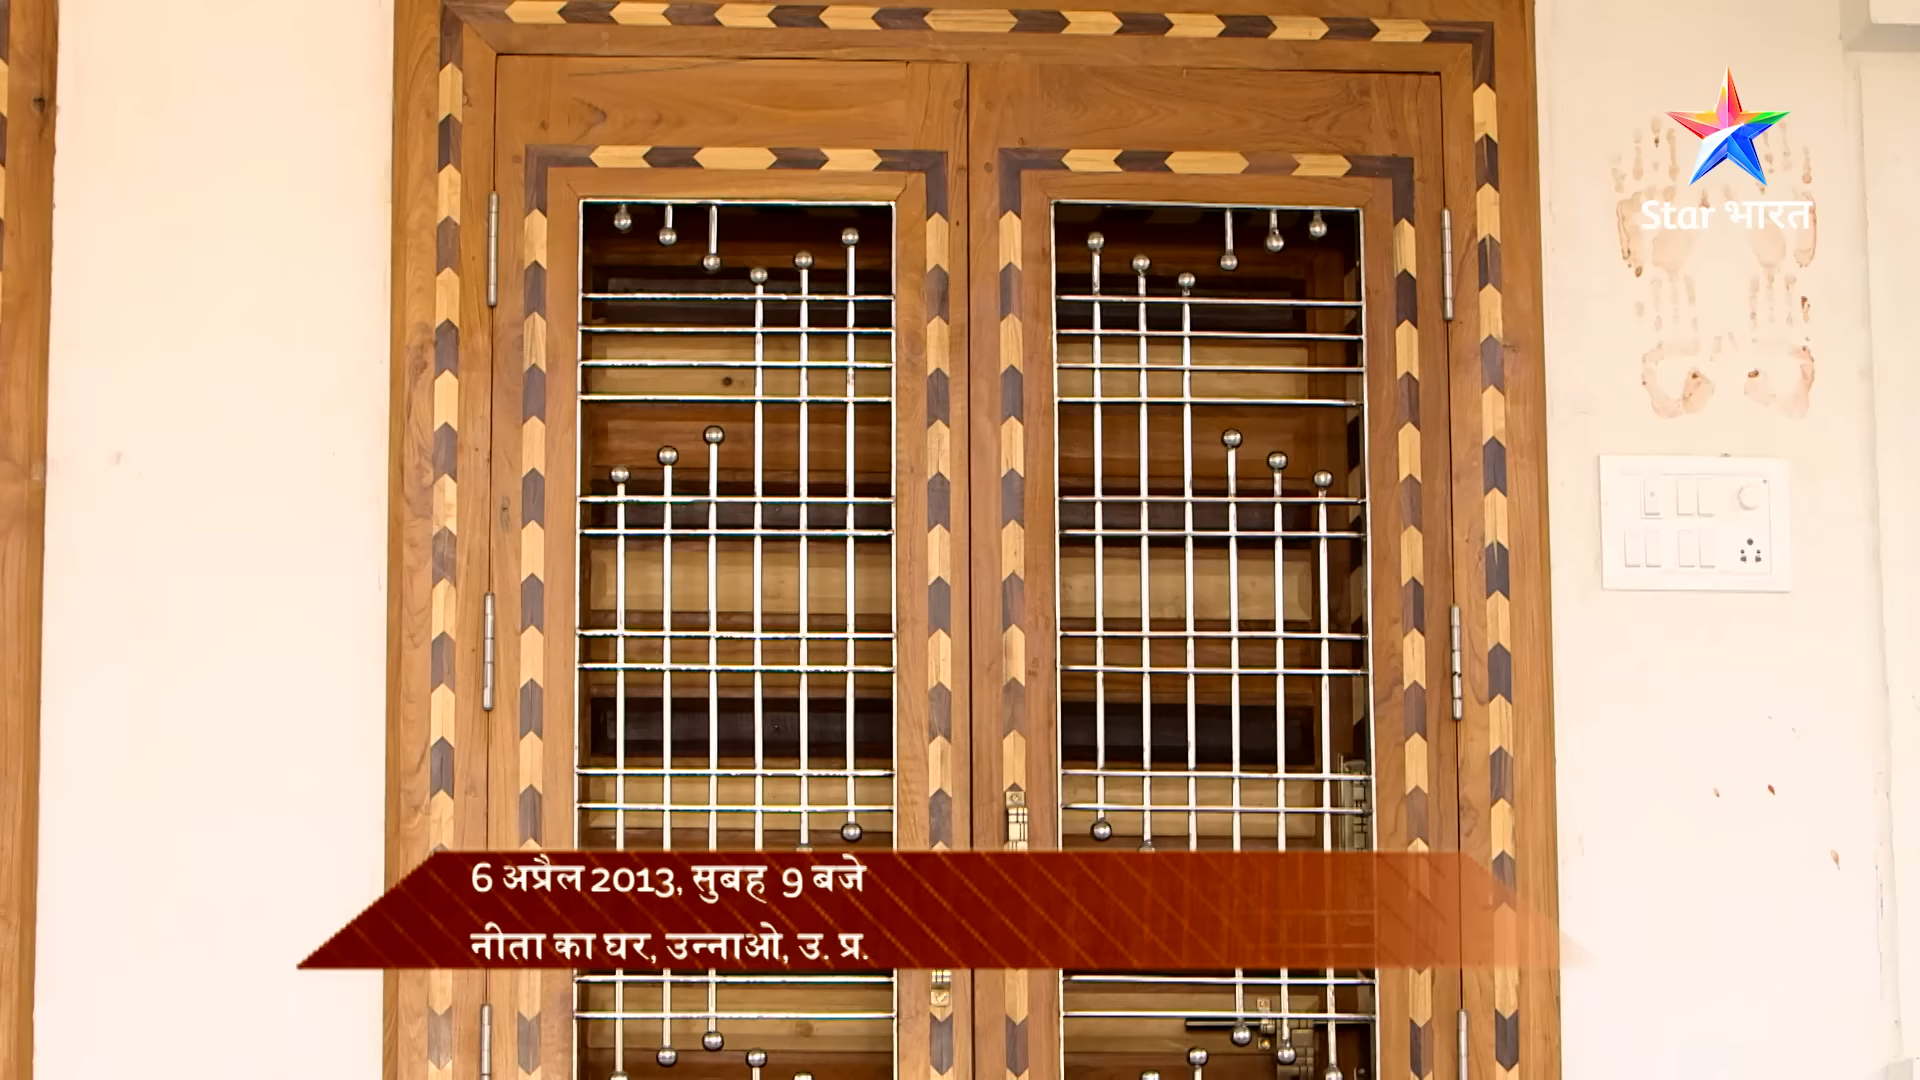 Star भारत
6 अप्रैल 2013, सुबह 9 बजे
नीता का घर, उन्नाओ, उ. प्र.